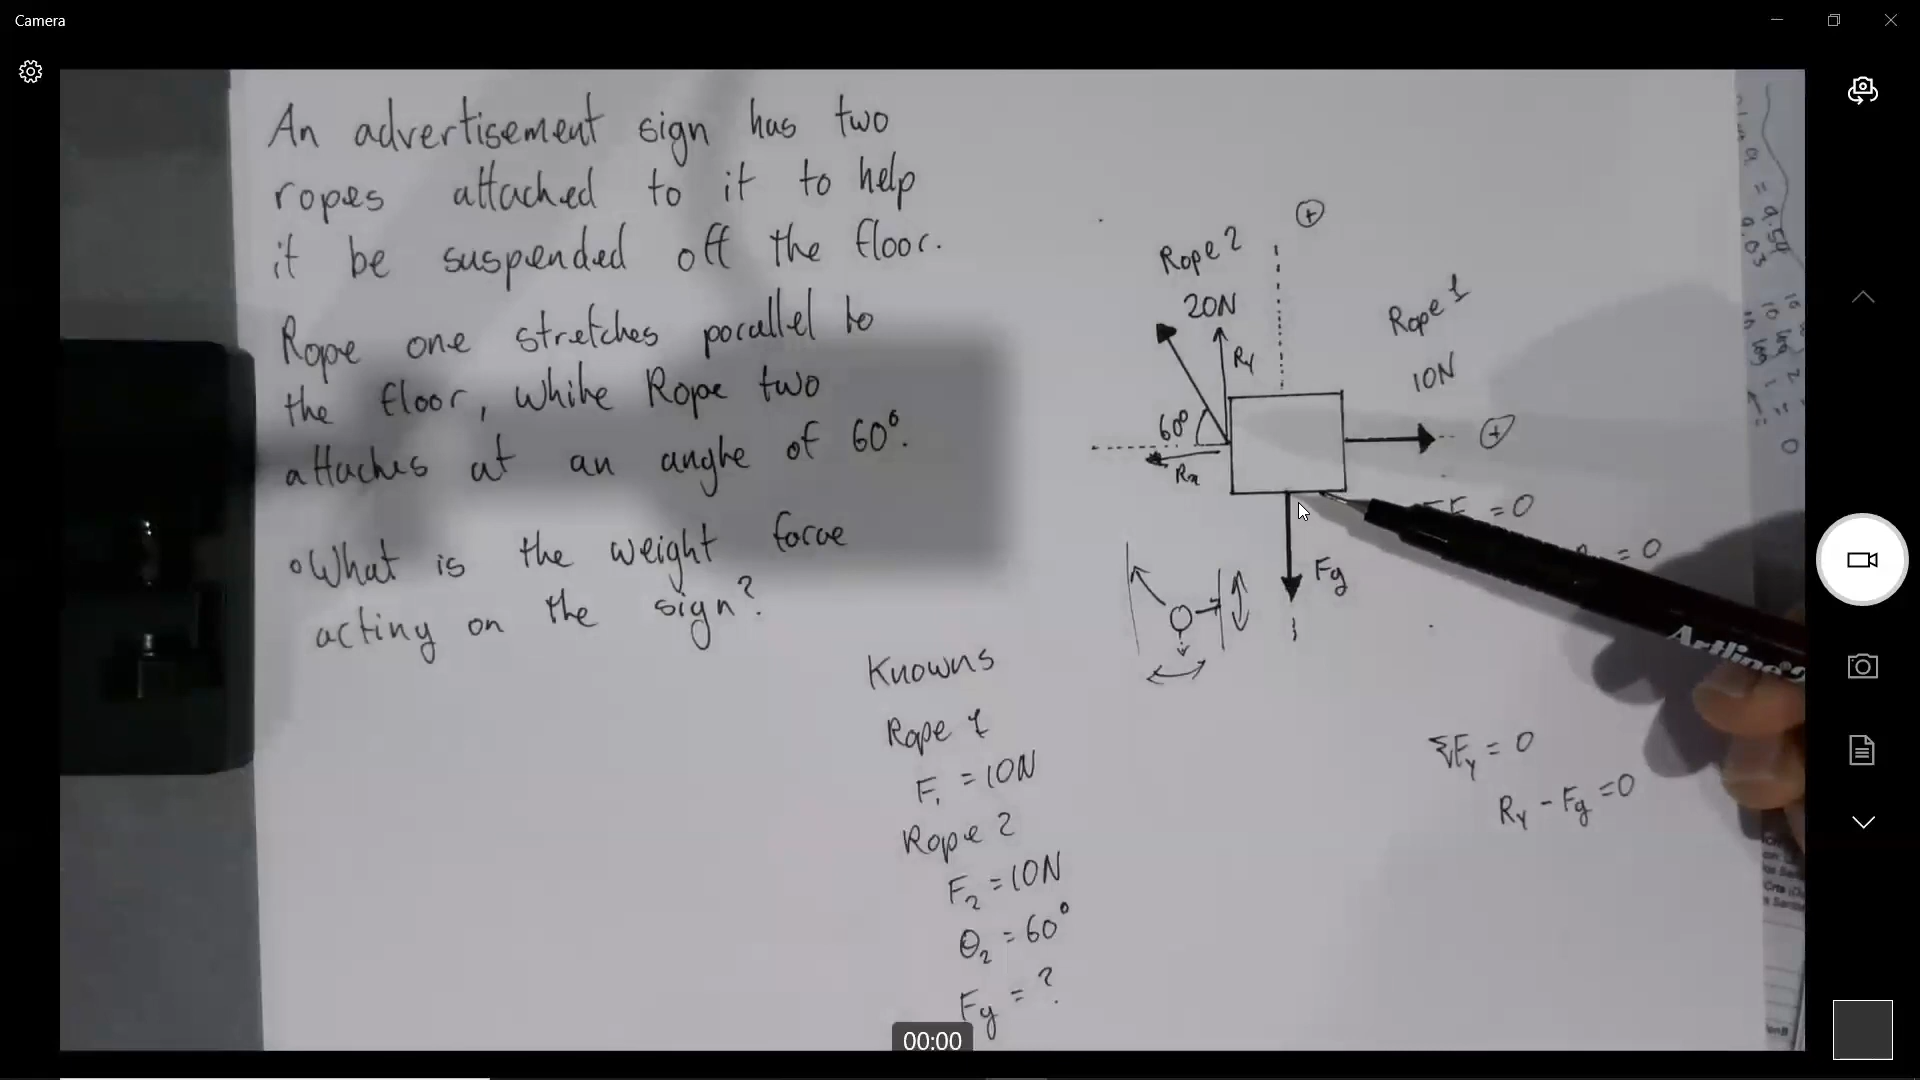 Camera
An advertisement sign has two
ropes attached to it to help
it be suspended off the floor.
Rope one stretches parallel to
the floor, while Rope two
attaches at an angle of 60°.
What is the weight force
acting on the sign?
Knowns
Rope 1
F1 = 10N
Rope 2
F2 = 10N
θ2 = 60°
Fg = ?
+
Rope 2
20N
Ry
Rope 1
10N
60°
+
Rx
= 0
= 0
Fg
ΣFy = 0
Ry - Fg = 0
Artline
00:00